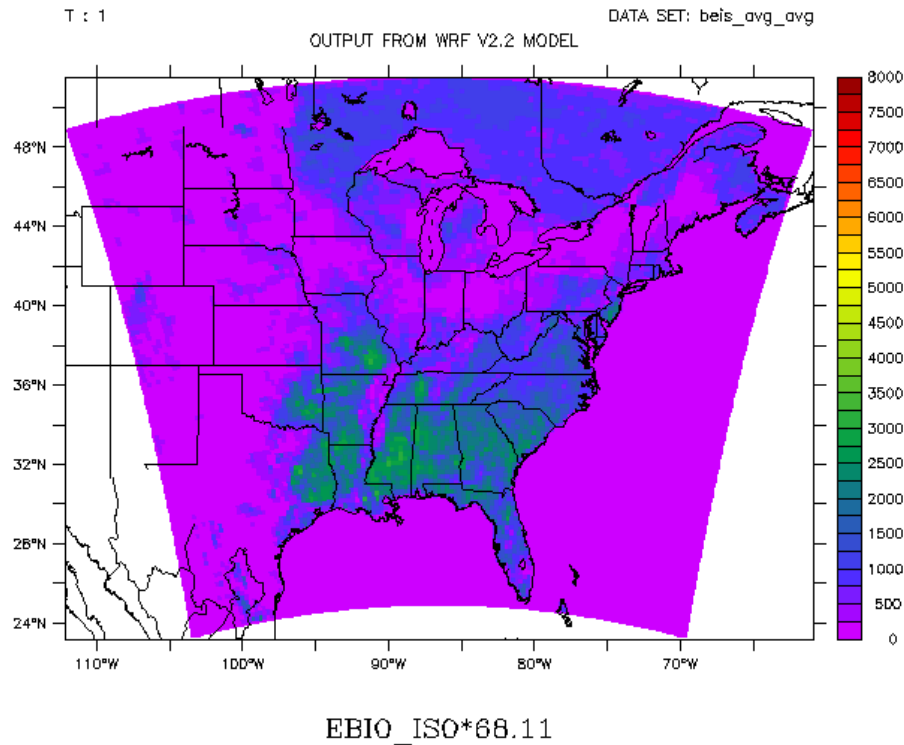 T : 1
DATA SET: beis_avg_avg
OUTPUT FROM WRF V2.2 MODEL
8000
7500
7000
6500
6000
5500
5000
4500
4000
3500
3000
2500
2000
1500
1000
500
0
48°N
44°N
40°N
36°N
32°N
28°N
24°N
110°W
100°W
90°W
80°W
70°W
EBIO_ISO*68.11